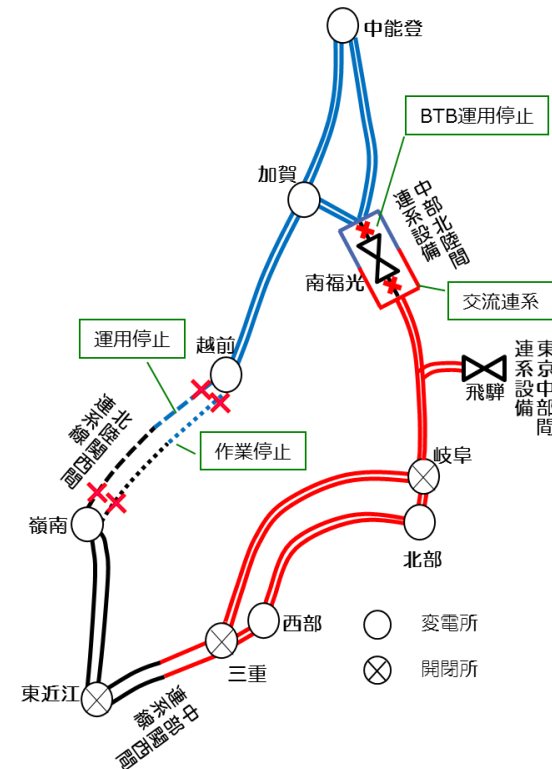 中能登
BTB運用停止
加賀
中部北陸間
連系設備
南福光
交流連系
運用停止
越前
東京中部間
連系設備
飛騨
北陸関西間
連系線
作業停止
岐阜
嶺南
北部
西部
変電所
三重
開閉所
東近江
中部関西間
連系線